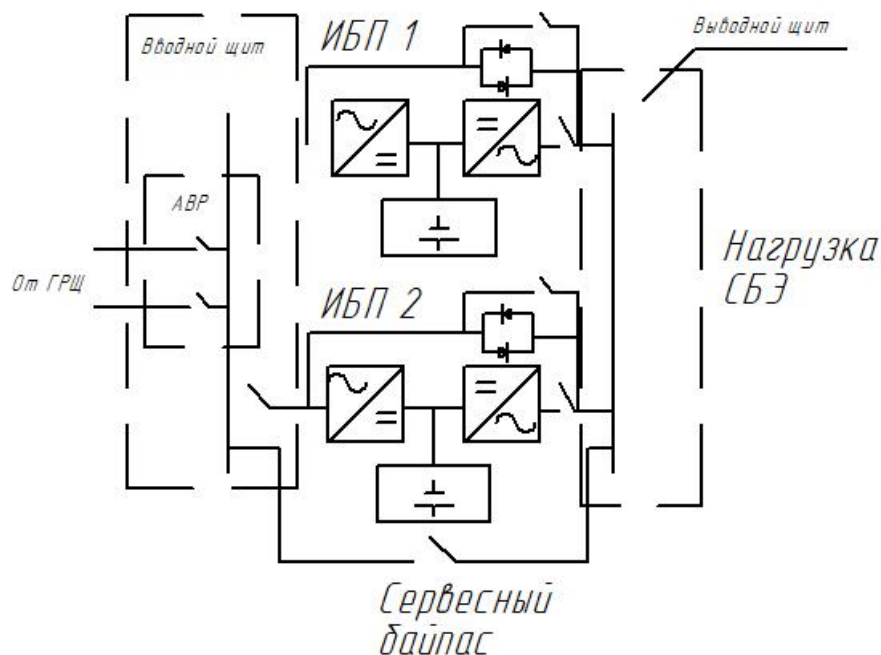 Вводной щит
ИБП 1
Выводной щит
АВР
От ГРЩ
Нагрузка
СБЭ
ИБП 2
Сервесный
байпас